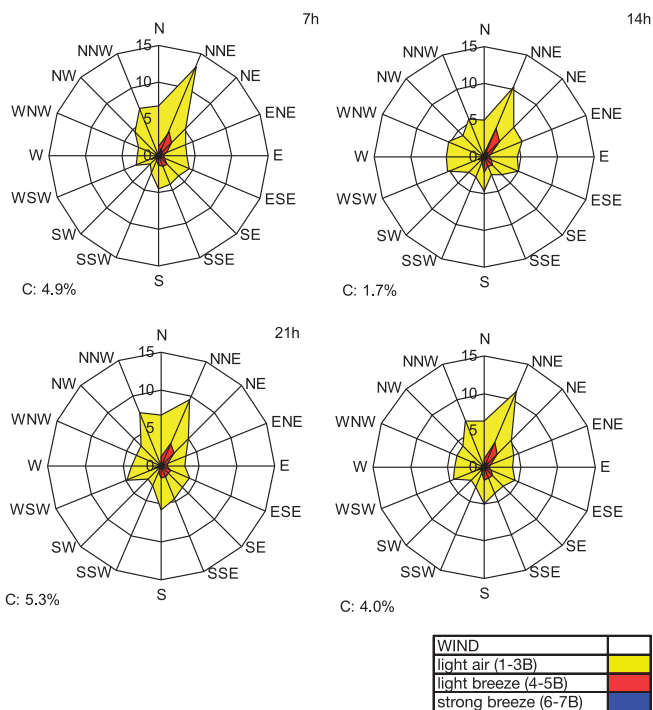 N 7h
NNW 15 NNE
NW 10 NE
WNW 5 ENE
W 0 E
WSW ESE
SW SE
SSW SSE
S
C: 4.9%
N 14h
NNW 15 NNE
NW 10 NE
WNW 5 ENE
W 0 E
WSW ESE
SW SE
SSW SSE
S
C: 1.7%
21h
N
NNW 15 NNE
NW 10 NE
WNW 5 ENE
W 0 E
WSW ESE
SW SE
SSW SSE
S
C: 5.3%
N
NNW 15 NNE
NW 10 NE
WNW 5 ENE
W 0 E
WSW ESE
SW SE
SSW SSE
S
C: 4.0%
WIND
light air (1-3B)
light breeze (4-5B)
strong breeze (6-7B)